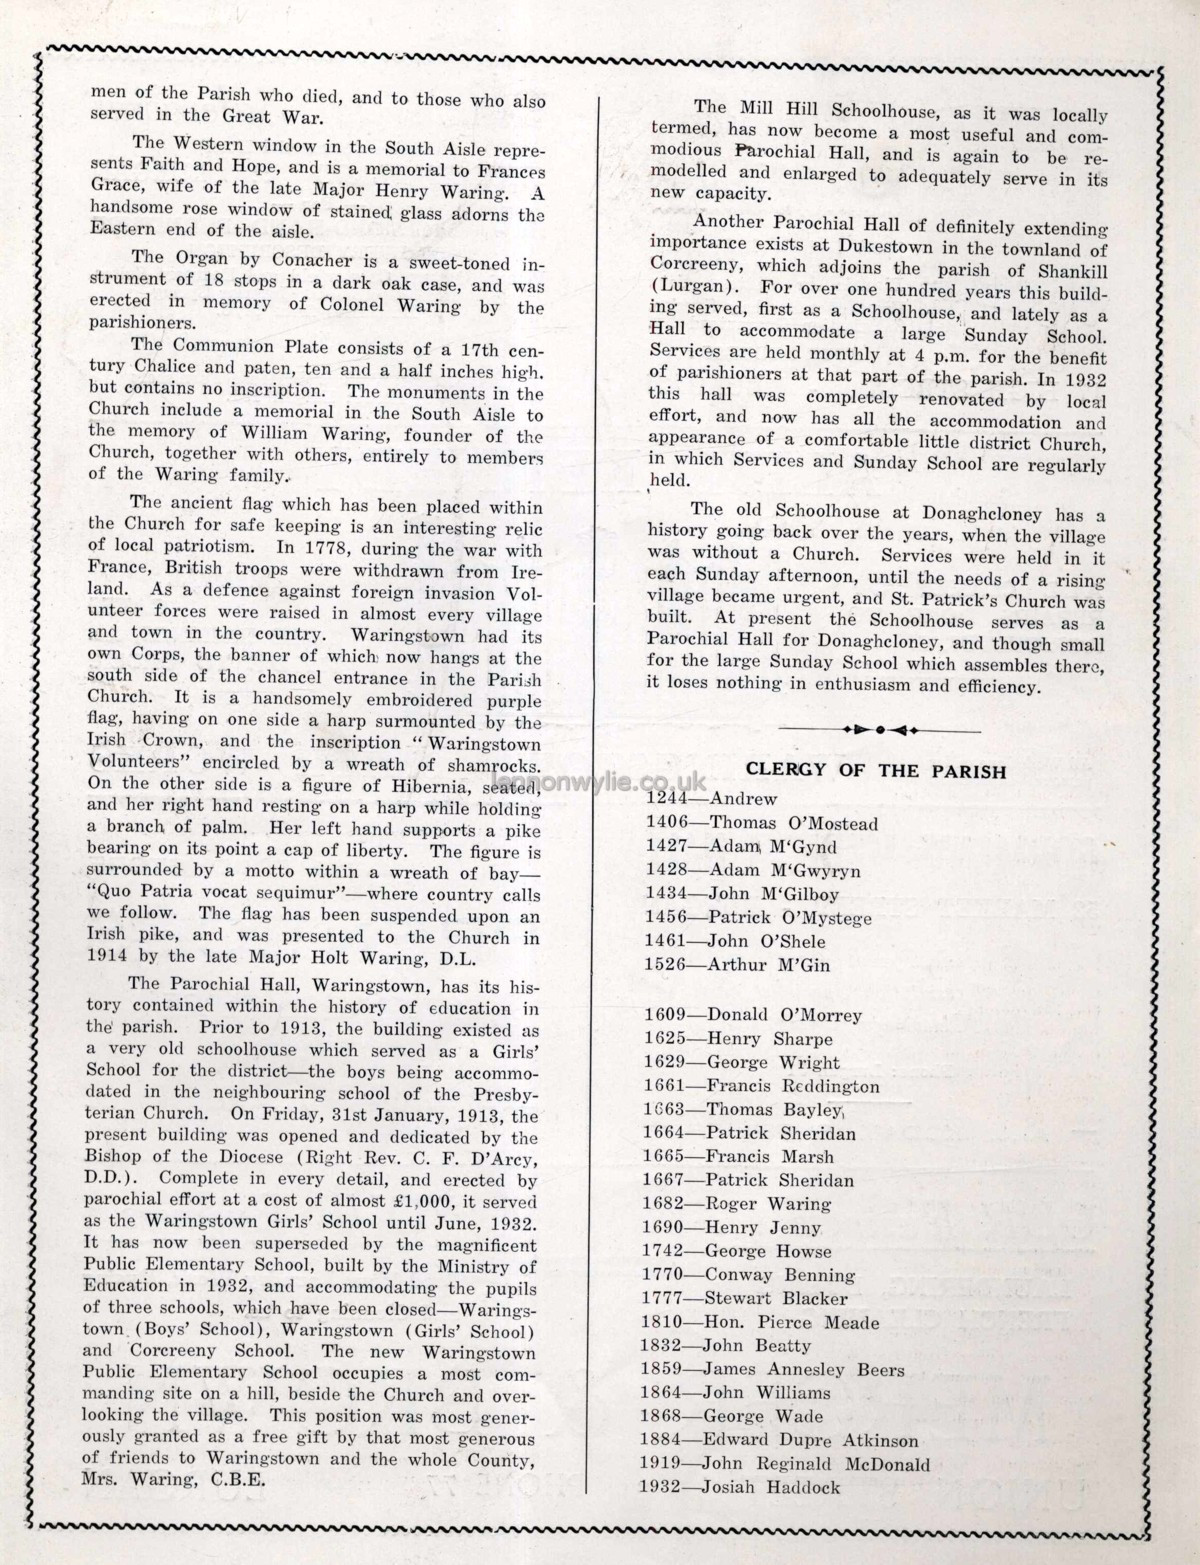 men of the Parish who died, and to those who also
served in the Great War.
The Western window in the South Aisle repre-
sents Faith and Hope, and is a memorial to Frances
Grace, wife of the late Major Henry Waring. A
handsome rose window of stained glass adorns the
Eastern end of the aisle.
The Organ by Conacher is a sweet-toned in-
strument of 18 stops in a dark oak case, and was
erected in memory of Colonel Waring by the
parishioners.
The Communion Plate consists of a 17th cen-
tury Chalice and paten, ten and a half inches high.
but contains no inscription. The monuments in the
Church include a memorial in the South Aisle to
the memory of William Waring, founder of the
Church, together with others, entirely to members
of the Waring family.
The ancient flag which has been placed within
the Church for safe keeping is an interesting relic
of local patriotism. In 1778, during the war with
France, British troops were withdrawn from Ire-
land. As a defence against foreign invasion Vol-
unteer forces were raised in almost every village
and town in the country. Waringstown had its
own Corps, the banner of which now hangs at the
south side of the chancel entrance in the Parish
Church. It is a handsomely embroidered purple
flag, having on one side a harp surmounted by the
Irish Crown, and the inscription "Waringstown
Volunteers" encircled by a wreath of shamrocks.
On the other side is a figure of Hibernia, seated,
and her right hand resting on a harp while holding
a branch of palm. Her left hand supports a pike
bearing on its point a cap of liberty. The figure is
surrounded by a motto within a wreath of bay—
"Quo Patria vocat sequimur"—where country calls
we follow. The flag has been suspended upon an
Irish pike, and was presented to the Church in
1914 by the late Major Holt Waring, D.L.
The Parochial Hall, Waringstown, has its his-
tory contained within the history of education in
the parish. Prior to 1913, the building existed as
a very old schoolhouse which served as a Girls'
School for the district—the boys being accommo-
dated in the neighbouring school of the Presby-
terian Church. On Friday, 31st January, 1913, the
present building was opened and dedicated by the
Bishop of the Diocese (Right Rev. C. F. D'Arcy,
D.D.). Complete in every detail, and erected by
parochial effort at a cost of almost £1,000, it served
as the Waringstown Girls' School until June, 1932.
It has now been superseded by the magnificent
Public Elementary School, built by the Ministry of
Education in 1932, and accommodating the pupils
of three schools, which have been closed—Warings-
town (Boys' School), Waringstown (Girls' School)
and Corcreeny School. The new Waringstown
Public Elementary School occupies a most com-
manding site on a hill, beside the Church and over-
looking the village. This position was most gener-
ously granted as a free gift by that most generous
of friends to Waringstown and the whole County,
Mrs. Waring, C.B.E.
The Mill Hill Schoolhouse, as it was locally
termed, has now become a most useful and com-
modious Parochial Hall, and is again to be re-
modelled and enlarged to adequately serve in its
new capacity.
Another Parochial Hall of definitely extending
importance exists at Dukestown in the townland of
Corcreeny, which adjoins the parish of Shankill
(Lurgan). For over one hundred years this build-
ing served, first as a Schoolhouse, and lately as a
Hall to accommodate a large Sunday School.
Services are held monthly at 4 p.m. for the benefit
of parishioners at that part of the parish. In 1932
this hall was completely renovated by local
effort, and now has all the accommodation and
appearance of a comfortable little district Church,
in which Services and Sunday School are regularly
held.
The old Schoolhouse at Donaghcloney has a
history going back over the years, when the village
was without a Church. Services were held in it
each Sunday afternoon, until the needs of a rising
village became urgent, and St. Patrick's Church was
built. At present the Schoolhouse serves as a
Parochial Hall for Donaghcloney, and though small
for the large Sunday School which assembles there,
it loses nothing in enthusiasm and efficiency.
CLERGY OF THE PARISH
lennonwylie.co.uk
1244—Andrew
1406—Thomas O'Mostead
1427—Adam M'Gynd
1428—Adam M'Gwyryn
1434—John M'Gilboy
1456—Patrick O'Mystege
1461—John O'Shele
1526—Arthur M'Gin
1609—Donald O'Morrey
1625—Henry Sharpe
1629—George Wright
1661—Francis Reddington
1663—Thomas Bayley
1664—Patrick Sheridan
1665—Francis Marsh
1667—Patrick Sheridan
1682—Roger Waring
1690—Henry Jenny
1742—George Howse
1770—Conway Benning
1777—Stewart Blacker
1810—Hon. Pierce Meade
1832—John Beatty
1859—James Annesley Beers
1864—John Williams
1868—George Wade
1884—Edward Dupre Atkinson
1919—John Reginald McDonald
1932—Josiah Haddock